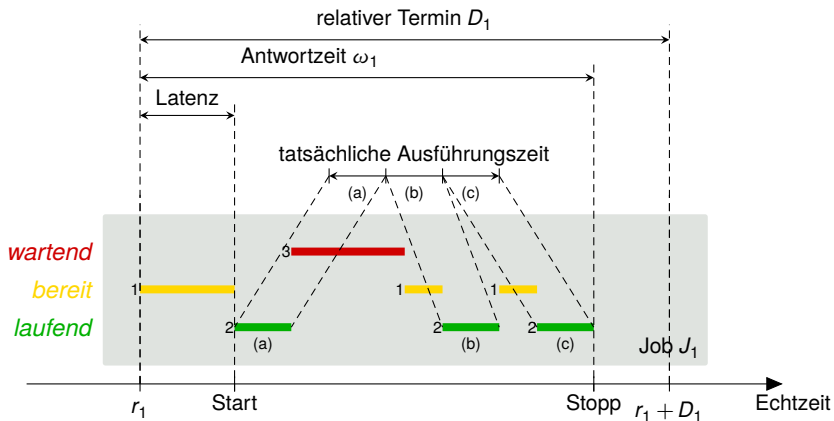 relativer Termin D₁
Antwortzeit ω₁
Latenz
tatsächliche Ausführungszeit
(a) (b) (c)
wartend 3
bereit 1 1 1
laufend 2 2 2
(a) (b) (c) Job J₁
r₁ Start Stopp r₁ + D₁ Echtzeit